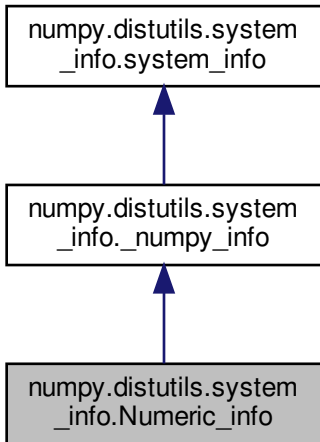 numpy.distutils.system
_info.system_info
numpy.distutils.system
_info._numpy_info
numpy.distutils.system
_info.Numeric_info